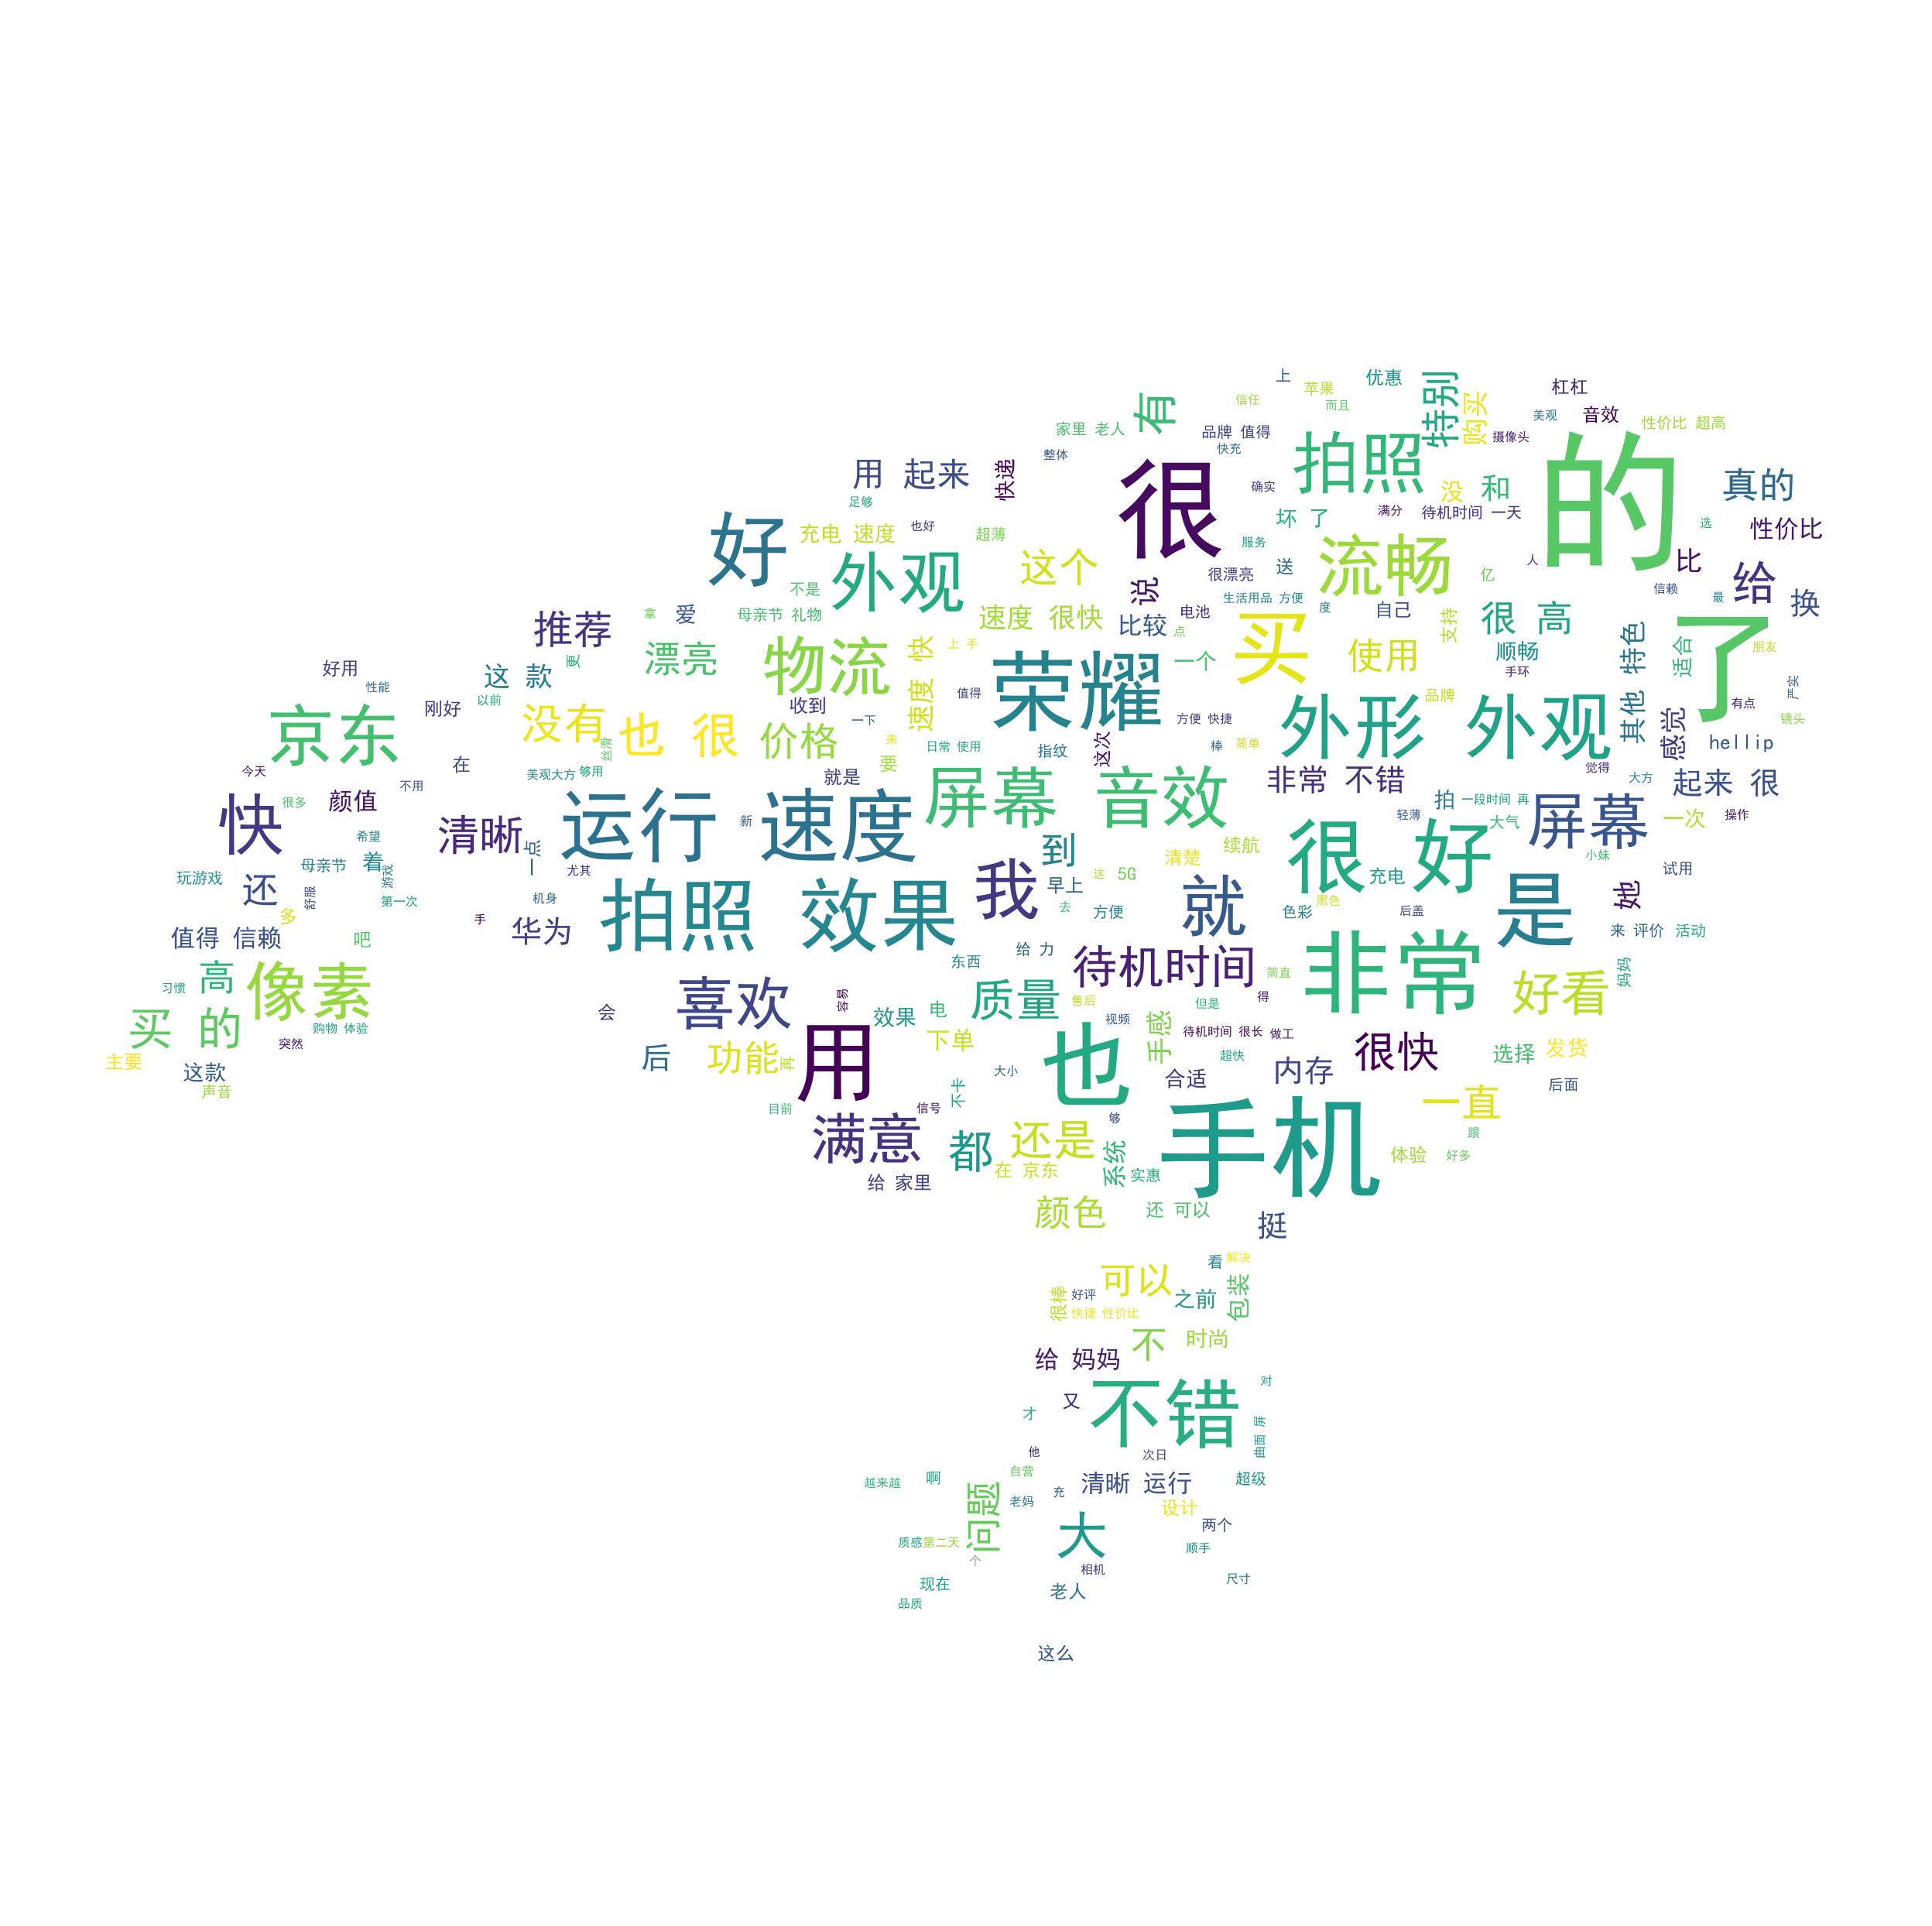 上 苹果 优惠 特别 杠杠
信任 而且 购买 美观 音效 性价比 超高
有 家里 老人 品牌 值得 摄像头
整体 快充 拍照 的
用 起来 快递 很 确实 没 和 真的
足够 满分 待机时间 一天
好 充电 速度 也好 超薄 坏 了 选 性价比
外观 这个 服务 流畅 人 比
不是 说 很漂亮 送 亿 信赖 给
拿 爱 母亲节 礼物 速度 很快 电池 生活用品 方便 度 自己 很 高 最 换
推荐 比较 点 支持 了
漂亮 物流 快 上 手 买 使用 顺畅 特色 适合 朋友
好用 这 款 更 荣耀 一个 手环
性能 以前 值得 品牌 严实
京东 刚好 没有 也 很 价格 收到 速度 一下 方便 快捷 外形 外观 其他 感觉 有点 镜头
丝滑 来 日常 使用 指纹 这次 棒 简单 hellip
今天 在 美观大方 够用 就是 要 非常 不错 觉得 大方 起来 很
不用 屏幕 音效
快 很多 颜值 运行 速度 拍 一段时间 再 屏幕 一次 操作
希望 清晰 一点 新 轻薄 大气
母亲节 着 尤其 到 清楚 续航 很 好 小妹
玩游戏 游戏 我 早上 这 5G 充电 试用
还 舒服 第一次 机身 拍照 效果 去 方便 就 色彩 黑色 后盖 是 她
多 手 华为
值得 信赖 吧 给 力 来 评价 活动
东西 待机时间 简直 非常 妈妈
习惯 高 像素 喜欢 容易 质量 售后 但是 得 好看
买 的 购物 体验 会 效果 电 视频 手感 待机时间 很长 做工
突然 下单 很快 发货
主要 后 功能 再 用 也 超快 选择
这款 大小 合适 内存 后面
声音 目前 信号 不卡 够 一直
满意 都 还是 手机 跟
在 京东 系统 实惠 体验 好多
给 家里
颜色 还 可以 挺
看 解决
可以
很棒 好评 之前 包装
快捷 性价比
不 时尚
给 妈妈
又 不错 对
才
他 次日 曲面 屏
越来越 啊 自营 清晰 运行 超级
问题 老妈 充 设计
大 两个
质感 第二天 顺手
个 相机
现在 老人 尺寸
品质
这么